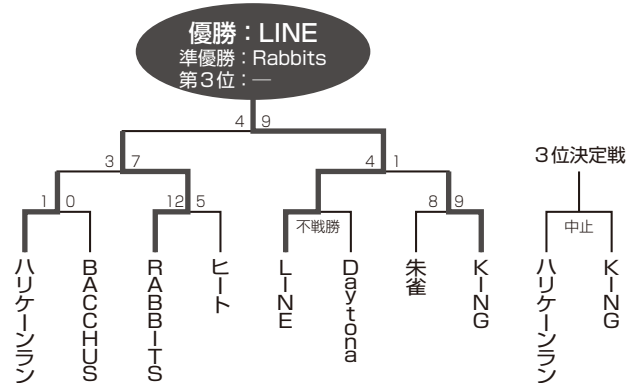 優勝：LINE
準優勝：Rabbits
第3位：―
4 9
3 7
4 1
3位決定戦
1 0
12 5
不戦勝
8 9
中止
ハリケーンラン
BACCHUS
RABBITS
ヒート
LINE
Daytona
朱雀
KING
ハリケーンラン
KING